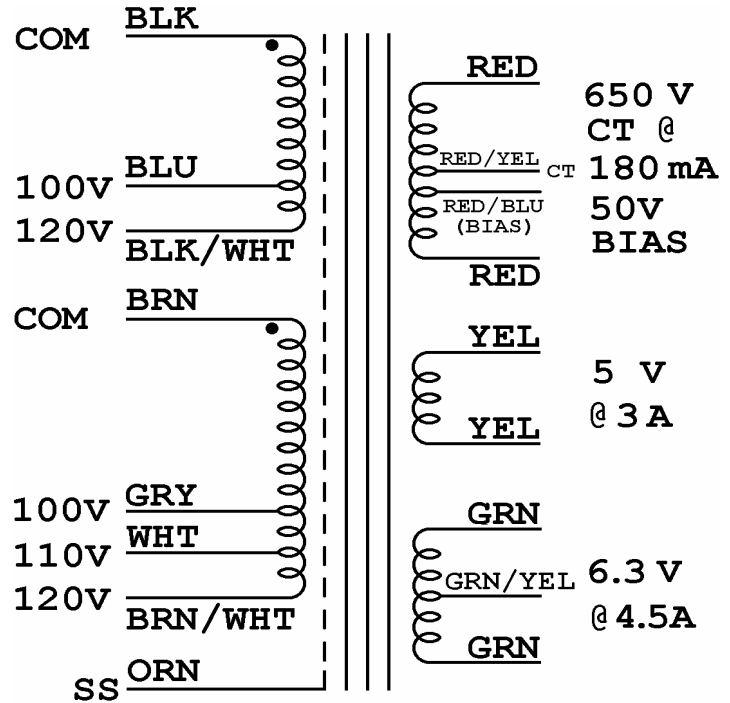 BLK
COM
BLU
100V
120V
BLK/WHT
BRN
COM
GRY
100V
WHT
110V
120V
BRN/WHT
ORN
SS
RED
650 V
CT @
RED/YEL CT 180 mA
RED/BLU 50V
(BIAS) BIAS
RED
YEL
5 V
@ 3 A
YEL
GRN
GRN/YEL 6.3 V
@ 4.5A
GRN